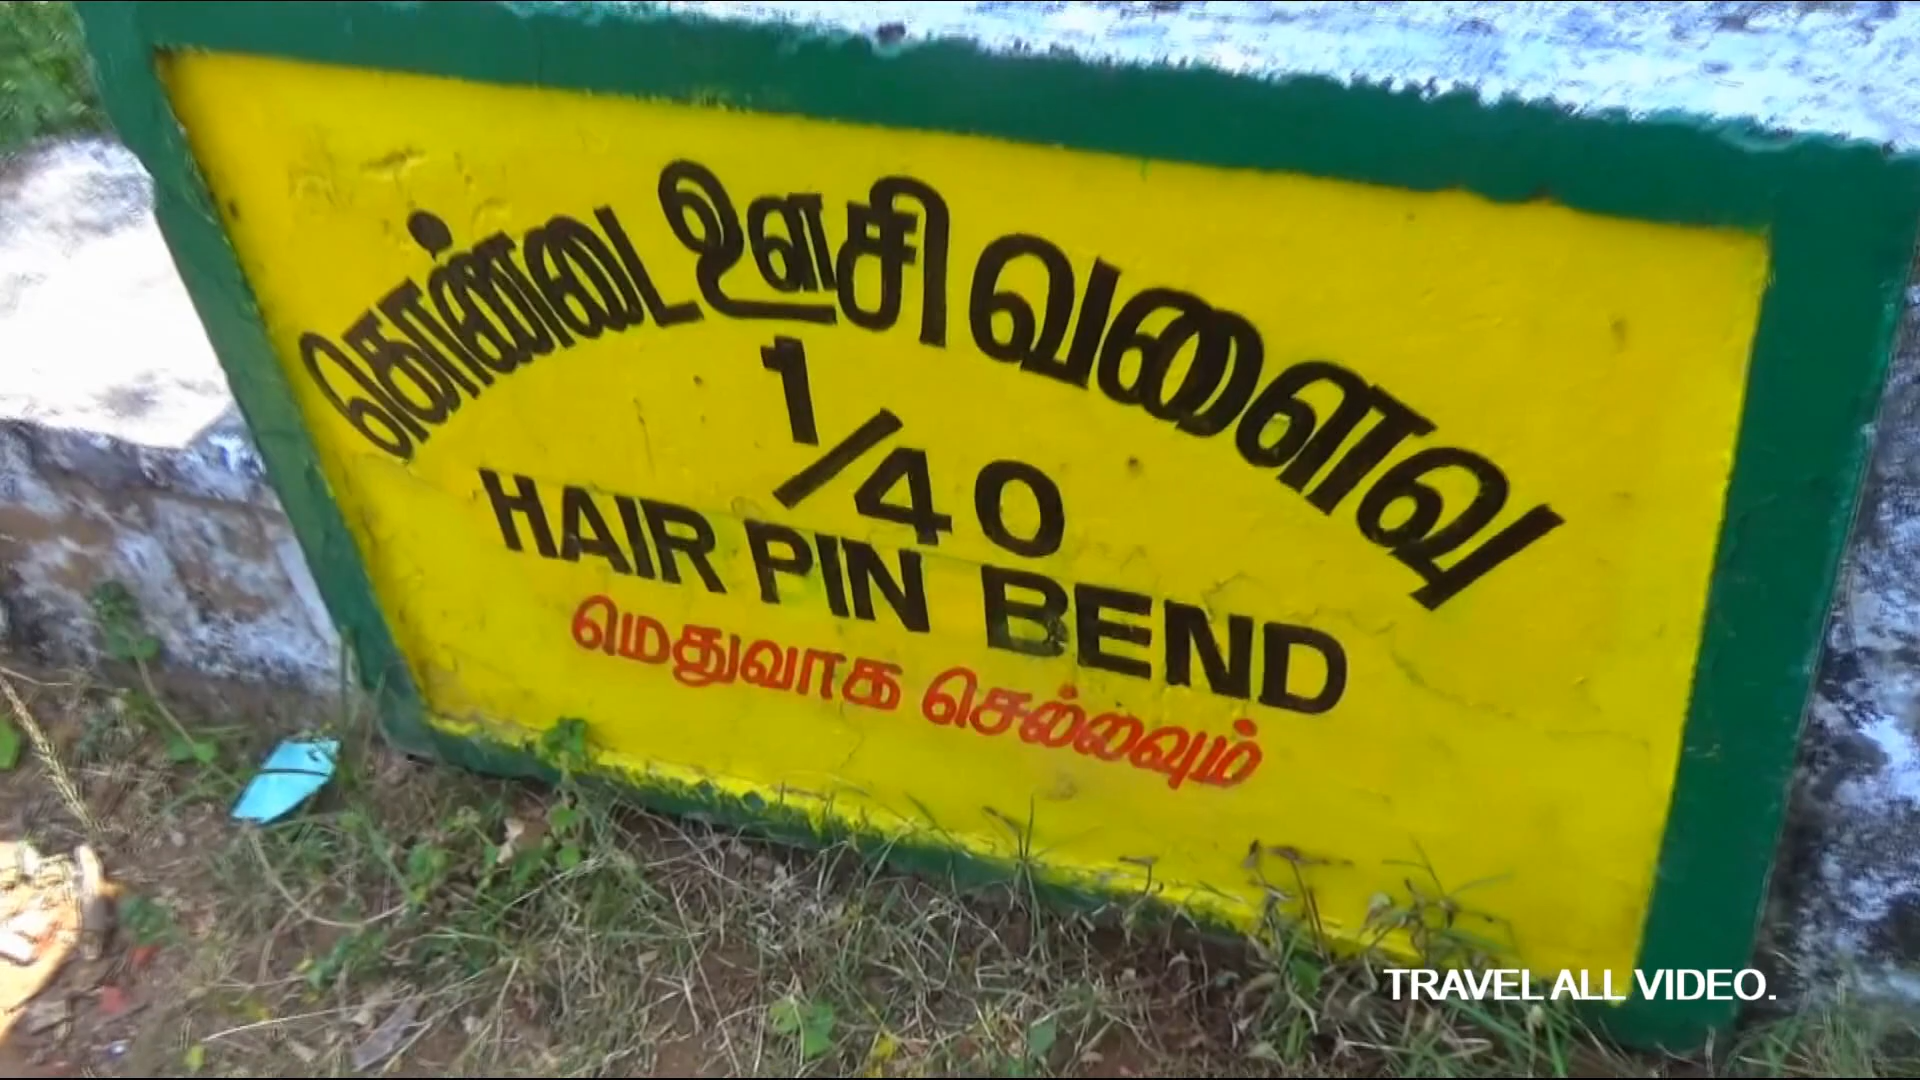 கொண்டை ஊசி வளைவு
1/40
HAIR PIN BEND
மெதுவாக செல்லவும்
TRAVEL ALL VIDEO.